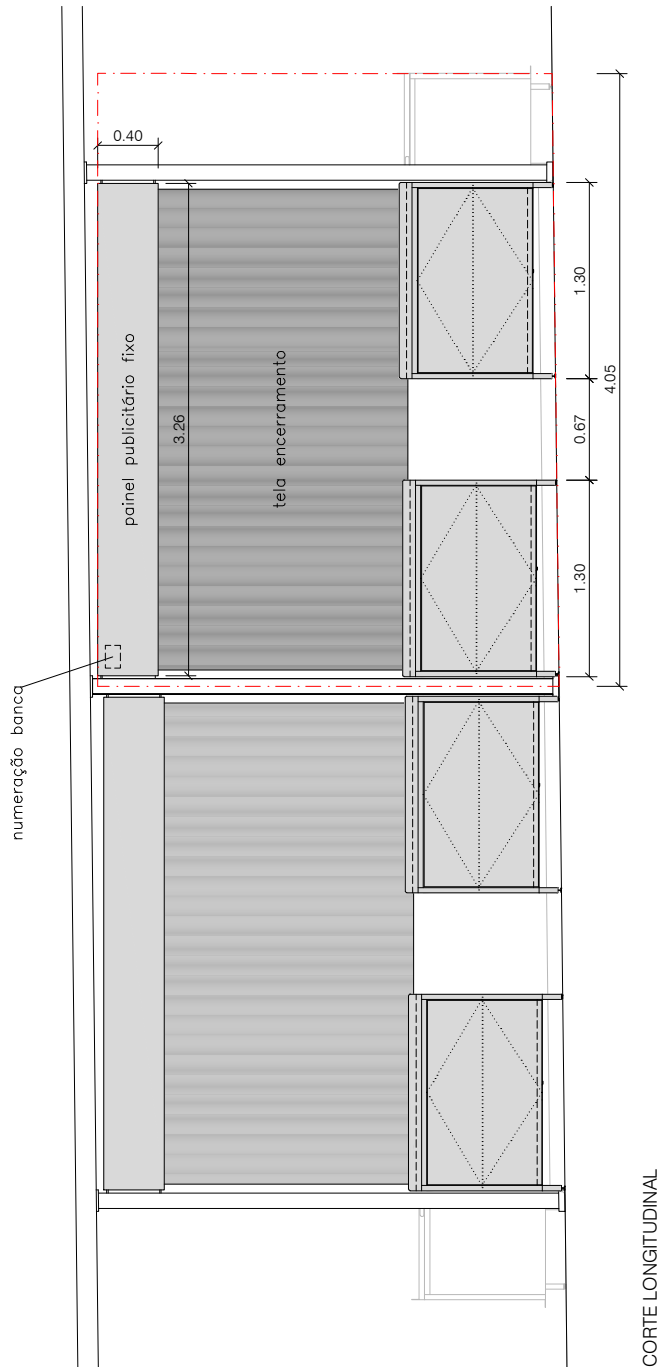 0.40
painel publicitário fixo
3.26
tela encerramento
numeração banca
1.30
0.67
1.30
4.05
CORTE LONGITUDINAL